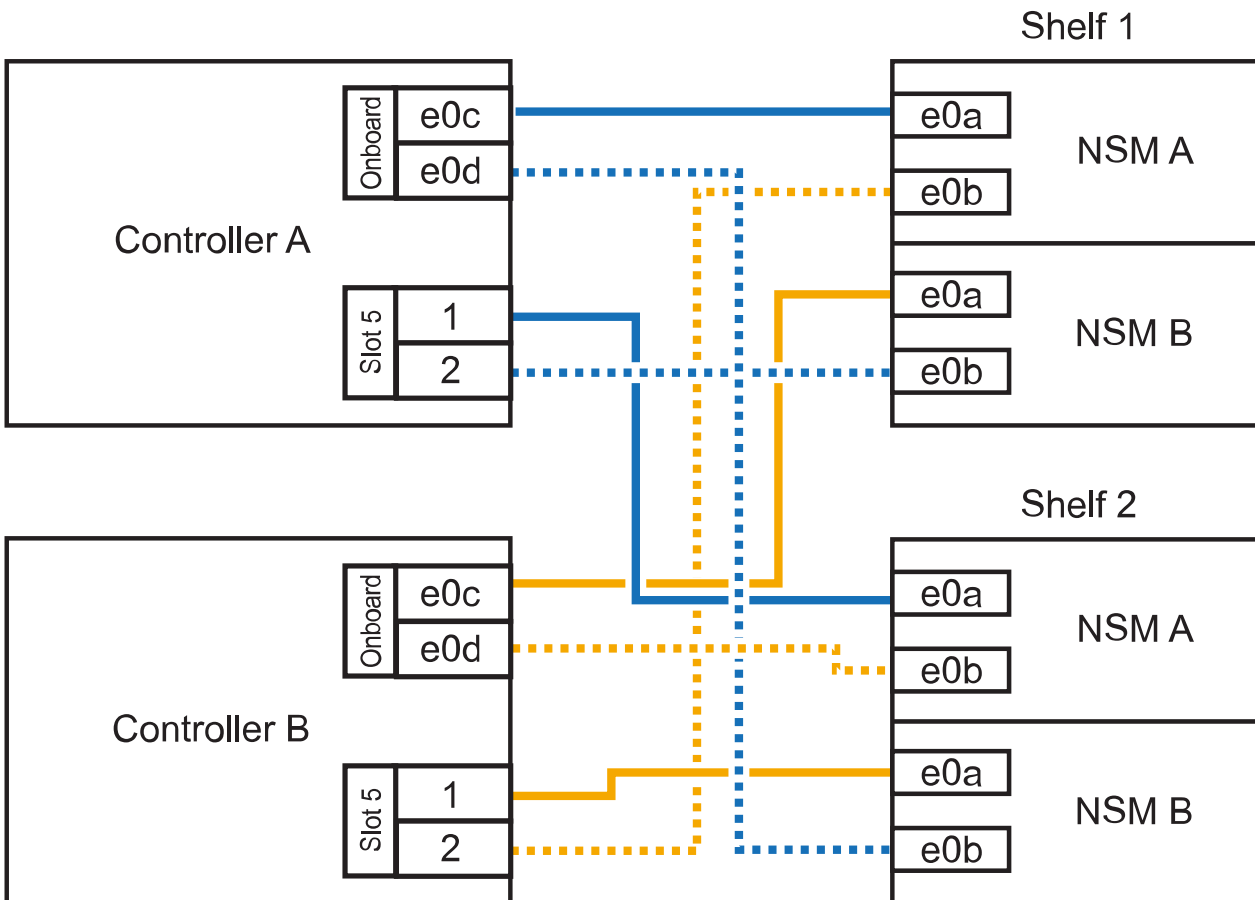 Shelf 1
Onboard
e0c
e0d
Controller A
Slot 5
1
2
e0a
NSM A
e0b
e0a
NSM B
e0b
Shelf 2
Onboard
e0c
e0d
Controller B
Slot 5
1
2
e0a
NSM A
e0b
e0a
NSM B
e0b